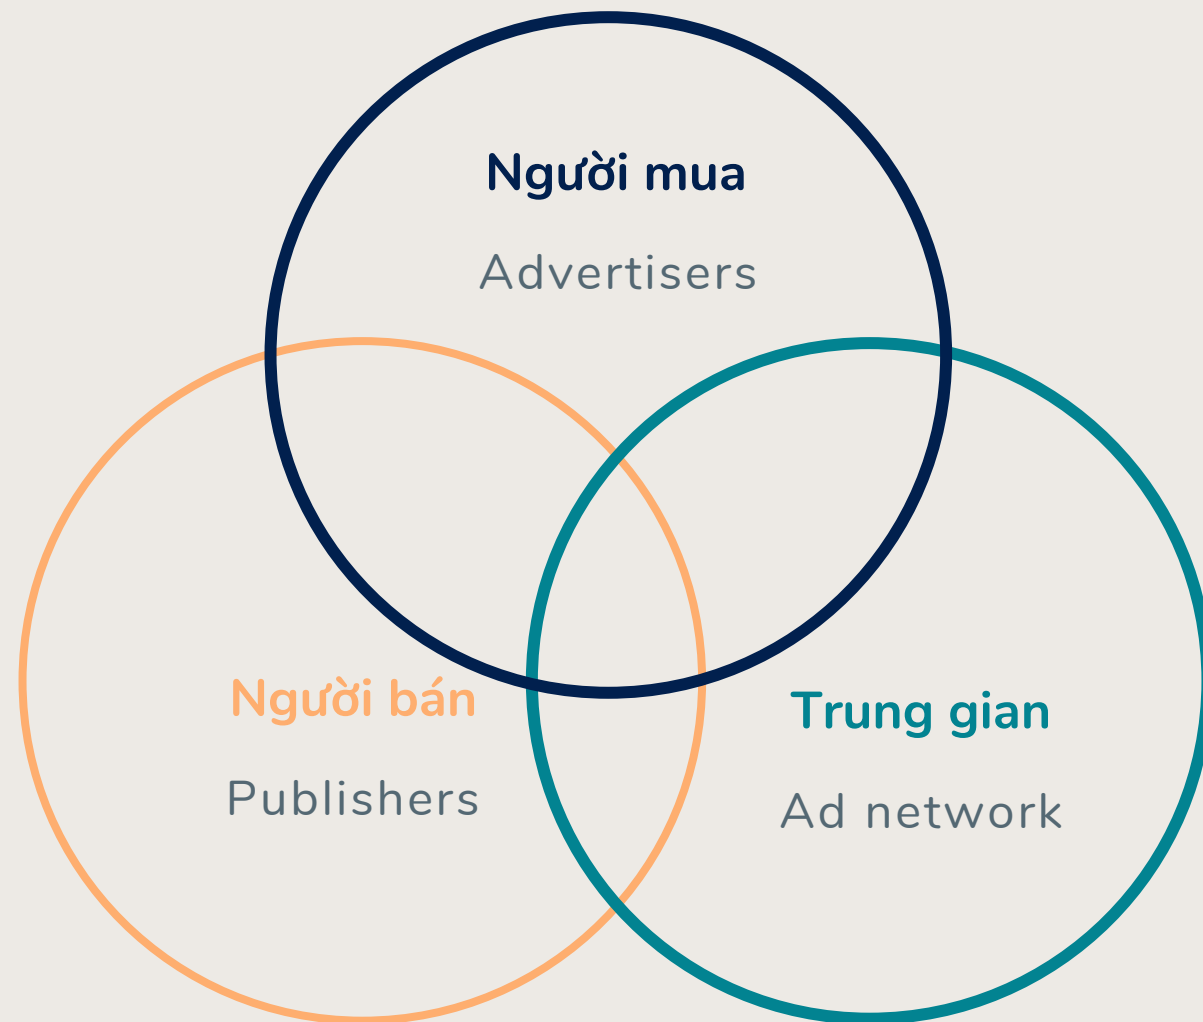 Người mua
Advertisers
Người bán
Publishers
Trung gian
Ad network